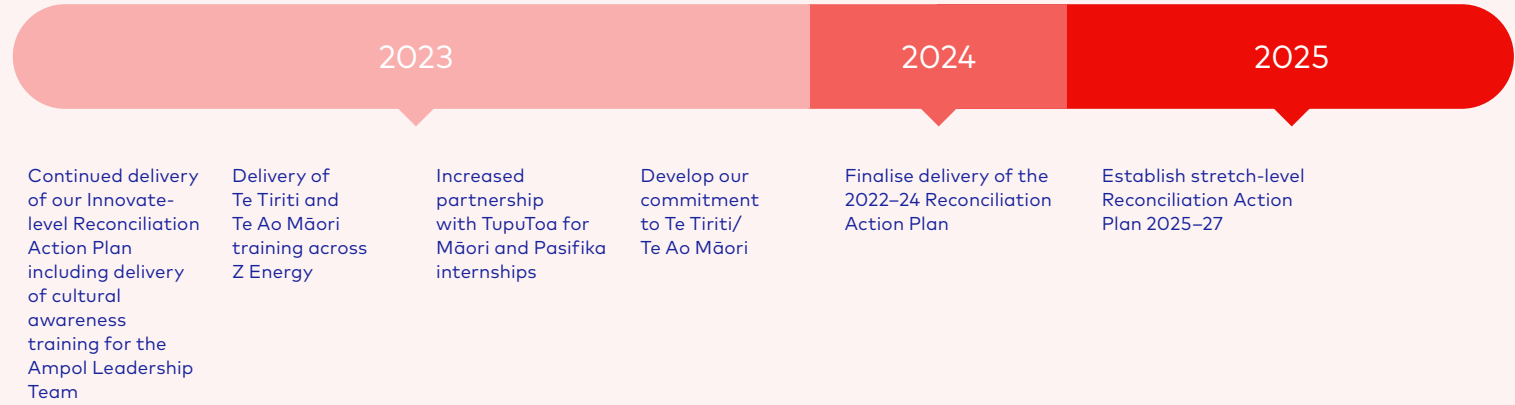 2023
2024
2025
Continued delivery
of our Innovate-
level Reconciliation
Action Plan
including delivery
of cultural
awareness
training for the
Ampol Leadership
Team
Delivery of
Te Tiriti and
Te Ao Māori
training across
Z Energy
Increased
partnership
with TupuToa for
Māori and Pasifika
internships
Develop our
commitment
to Te Tiriti/
Te Ao Māori
Finalise delivery of the
2022–24 Reconciliation
Action Plan
Establish stretch-level
Reconciliation Action
Plan 2025–27